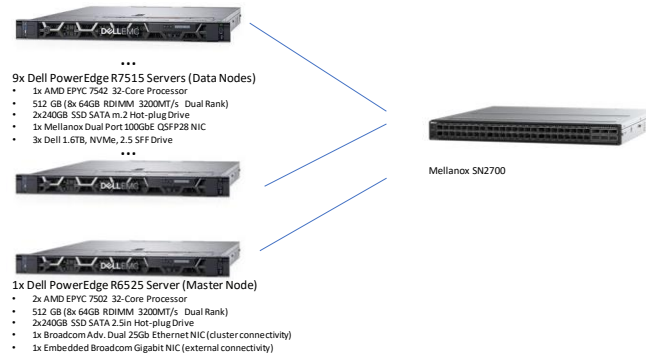 DELLEMC
...
9x Dell PowerEdge R7515 Servers (Data Nodes)
• 1x AMD EPYC 7542 32-Core Processor
• 512 GB (8x 64GB RDIMM 3200MT/s Dual Rank)
• 2x240GB SSD SATA m.2 Hot-plug Drive
• 1x Mellanox Dual Port 100GbE QSFP28 NIC
• 3x Dell 1.6TB, NVMe, 2.5 SFF Drive
...
DELLEMC
Mellanox SN2700
DELLEMC
1x Dell PowerEdge R6525 Server (Master Node)
• 2x AMD EPYC 7502 32-Core Processor
• 512 GB (8x 64GB RDIMM 3200MT/s Dual Rank)
• 2x240GB SSD SATA 2.5in Hot-plug Drive
• 1x Broadcom Adv. Dual 25Gb Ethernet NIC (cluster connectivity)
• 1x Embedded Broadcom Gigabit NIC (external connectivity)